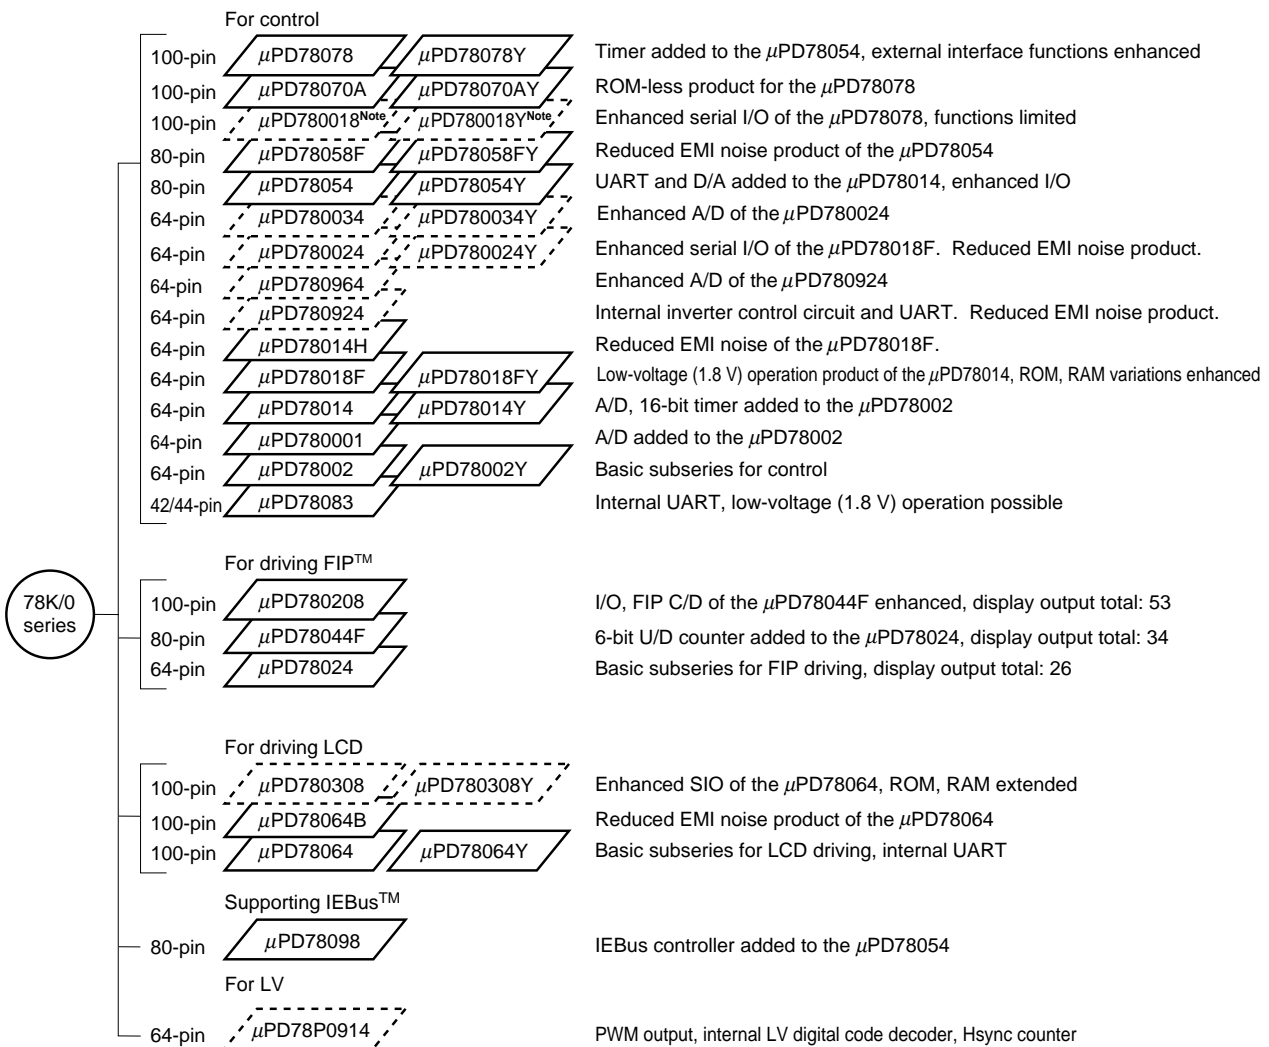 For control
100-pin μPD78078 μPD78078Y Timer added to the μPD78054, external interface functions enhanced
100-pin μPD78070A μPD78070AY ROM-less product for the μPD78078
100-pin μPD780018Note μPD780018YNote Enhanced serial I/O of the μPD78078, functions limited
80-pin μPD78058F μPD78058FY Reduced EMI noise product of the μPD78054
80-pin μPD78054 μPD78054Y UART and D/A added to the μPD78014, enhanced I/O
64-pin μPD780034 μPD780034Y Enhanced A/D of the μPD780024
64-pin μPD780024 μPD780024Y Enhanced serial I/O of the μPD78018F. Reduced EMI noise product.
64-pin μPD780964 Enhanced A/D of the μPD780924
64-pin μPD780924 Internal inverter control circuit and UART. Reduced EMI noise product.
64-pin μPD78014H Reduced EMI noise of the μPD78018F.
64-pin μPD78018F μPD78018FY Low-voltage (1.8 V) operation product of the μPD78014, ROM, RAM variations enhanced
64-pin μPD78014 μPD78014Y A/D, 16-bit timer added to the μPD78002
64-pin μPD780001 A/D added to the μPD78002
64-pin μPD78002 μPD78002Y Basic subseries for control
42/44-pin μPD78083 Internal UART, low-voltage (1.8 V) operation possible
For driving FIP™
78K/0 series
100-pin μPD780208 I/O, FIP C/D of the μPD78044F enhanced, display output total: 53
80-pin μPD78044F 6-bit U/D counter added to the μPD78024, display output total: 34
64-pin μPD78024 Basic subseries for FIP driving, display output total: 26
For driving LCD
100-pin μPD780308 μPD780308Y Enhanced SIO of the μPD78064, ROM, RAM extended
100-pin μPD78064B Reduced EMI noise product of the μPD78064
100-pin μPD78064 μPD78064Y Basic subseries for LCD driving, internal UART
Supporting IEBus™
80-pin μPD78098 IEBus controller added to the μPD78054
For LV
64-pin μPD78P0914 PWM output, internal LV digital code decoder, Hsync counter